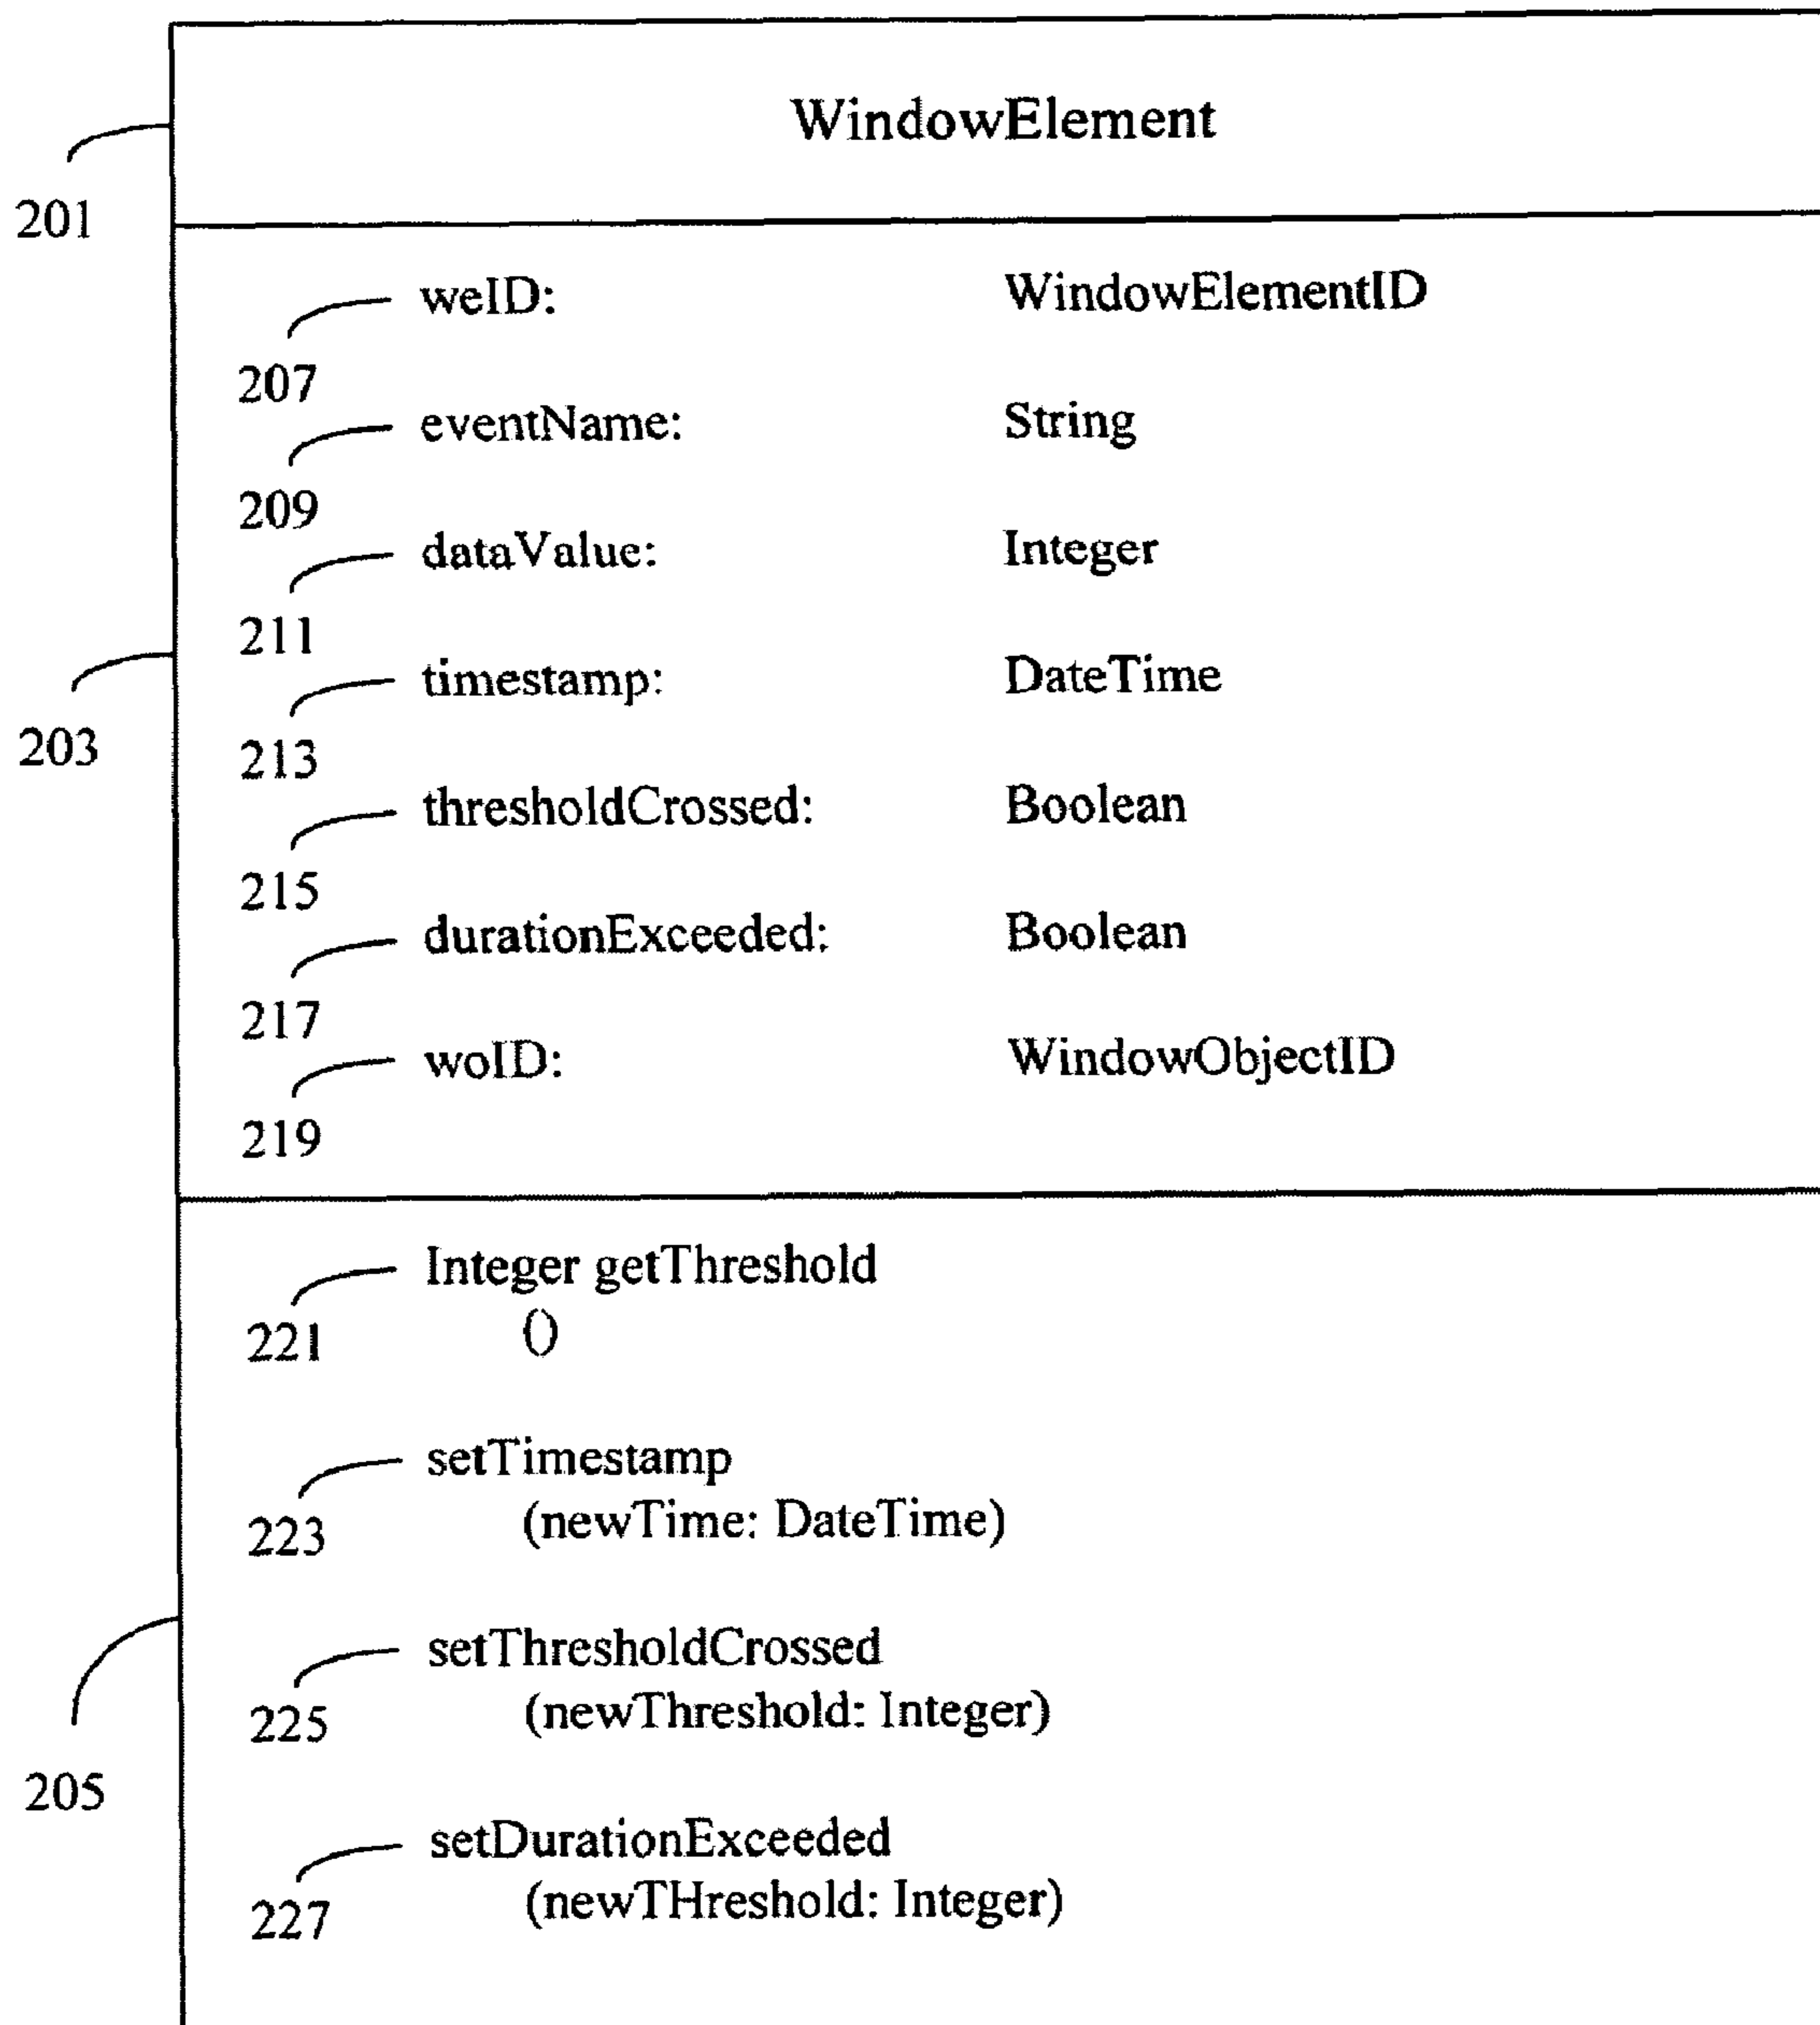 WindowElement
201
weID: WindowElementID
207
eventName: String
209
dataValue: Integer
211
timestamp: DateTime
203
213
thresholdCrossed: Boolean
215
durationExceeded: Boolean
217
woID: WindowObjectID
219
Integer getThreshold
221 ()
setTimestamp
223 (newTime: DateTime)
setThresholdCrossed
225 (newThreshold: Integer)
205
setDurationExceeded
227 (newTHreshold: Integer)